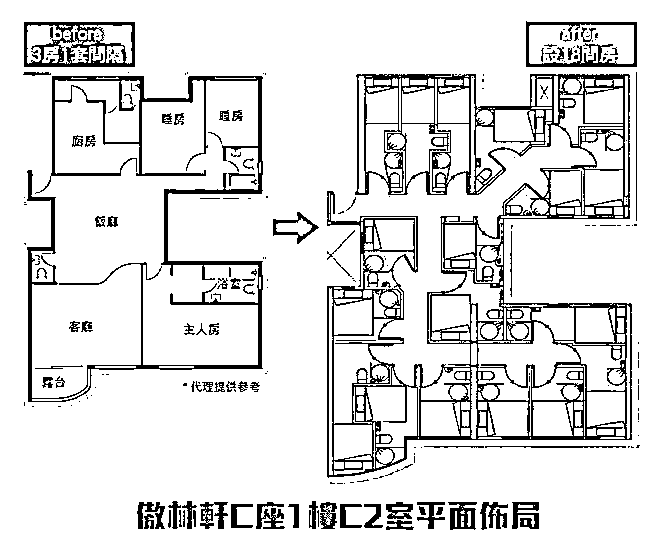 before
3房1套間隔
after
設18間房
廚房
睡房
睡房
飯廳
浴室
客廳
主人房
露台
*代理提供參考
傲林軒C座1樓C2室平面佈局